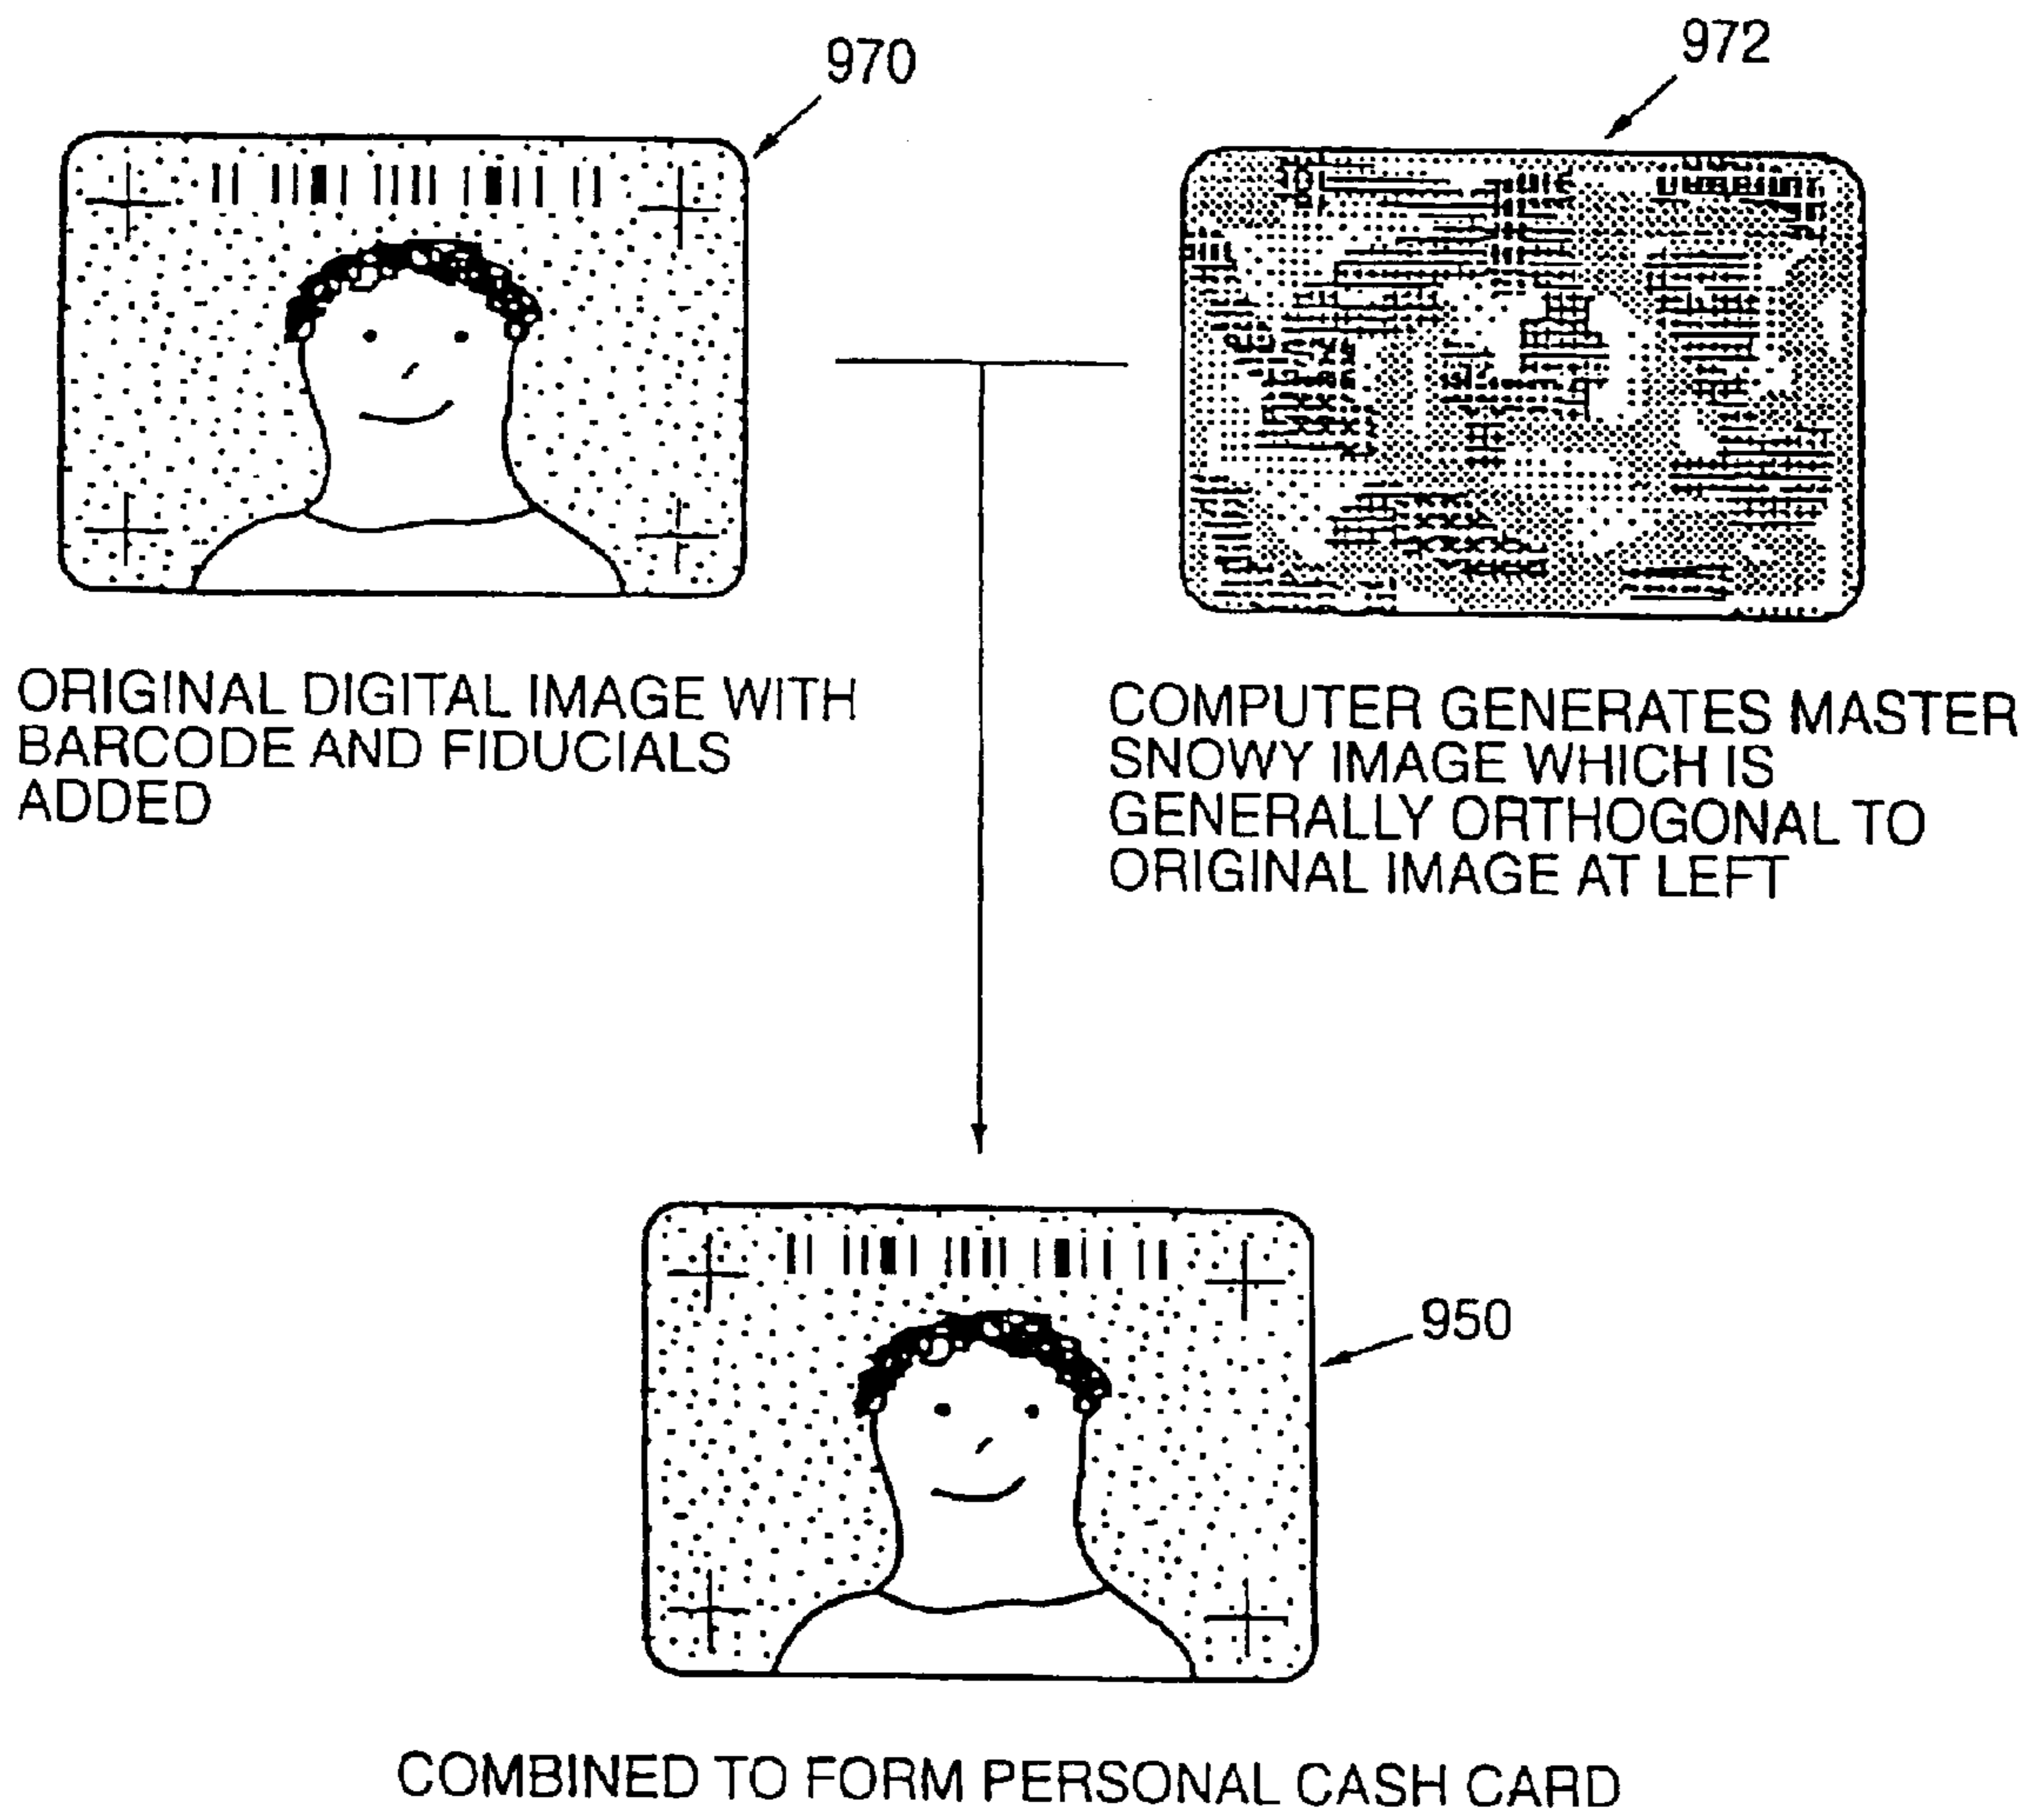 970
972
ORIGINAL DIGITAL IMAGE WITH
BARCODE AND FIDUCIALS
ADDED
COMPUTER GENERATES MASTER
SNOWY IMAGE WHICH IS
GENERALLY ORTHOGONAL TO
ORIGINAL IMAGE AT LEFT
950
COMBINED TO FORM PERSONAL CASH CARD